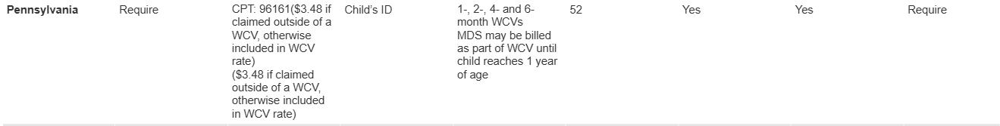 Pennsylvania
Require
CPT: 96161($3.48 if
claimed outside of a
WCV, otherwise
included in WCV
rate)
($3.48 if claimed
outside of a WCV,
otherwise included
in WCV rate)
Child’s ID
1-, 2-, 4- and 6-
month WCVs
MDS may be billed
as part of WCV until
child reaches 1 year
of age
52
Yes
Yes
Require